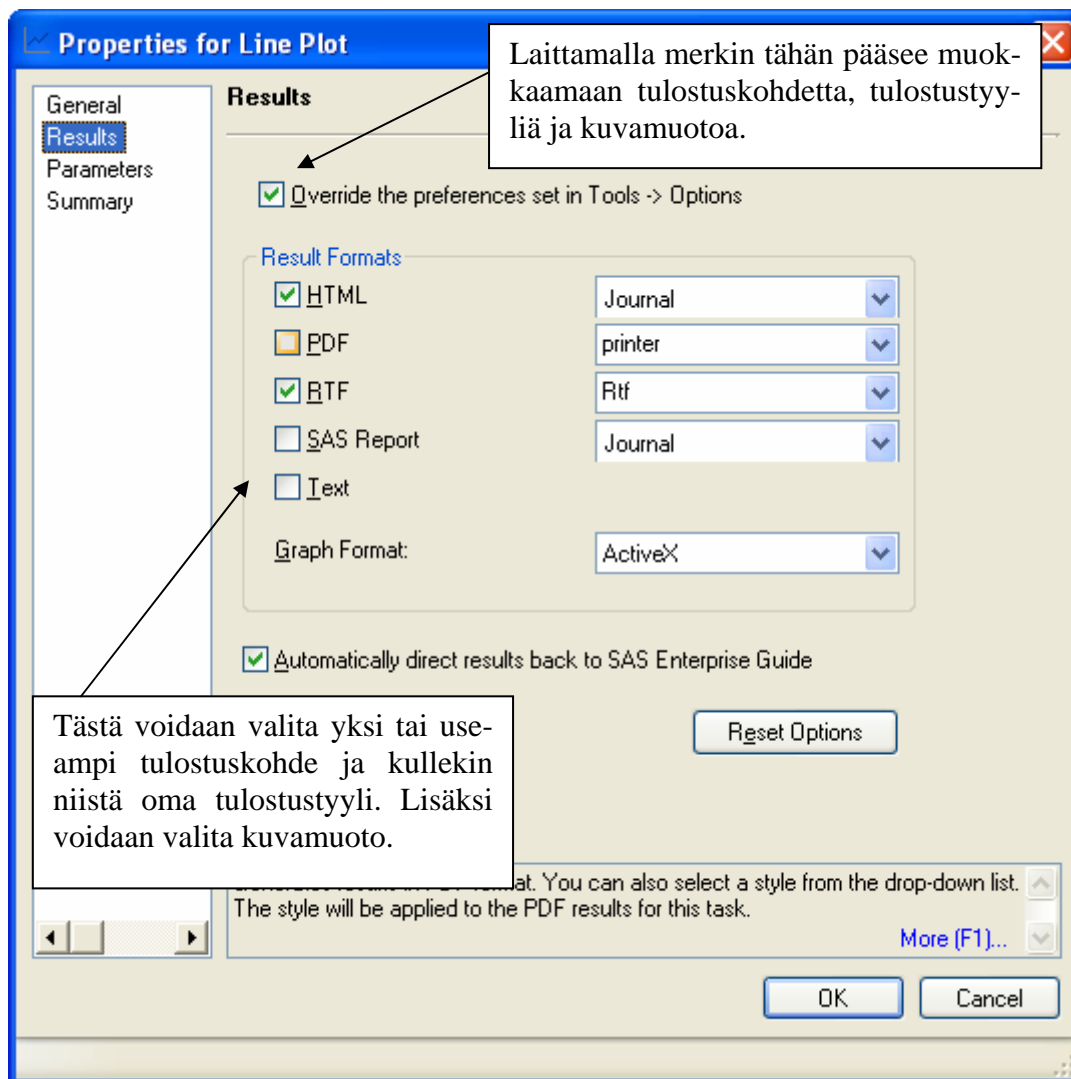 Properties for Line Plot
Laittamalla merkin tähän pääsee muok-
kaamaan tulostuskohdetta, tulostustyy-
liä ja kuvamuotoa.
General
Results
Parameters
Summary
Results
Override the preferences set in Tools -> Options
Result Formats
HTML
Journal
PDF
printer
RTF
Rtf
SAS Report
Journal
Text
Graph Format:
ActiveX
Automatically direct results back to SAS Enterprise Guide
Reset Options
Tästä voidaan valita yksi tai use-
ampi tulostuskohde ja kullekin
niistä oma tulostustyyli. Lisäksi
voidaan valita kuvamuoto.
You can also select a style from the drop-down list.
The style will be applied to the PDF results for this task.
More (F1)...
OK
Cancel